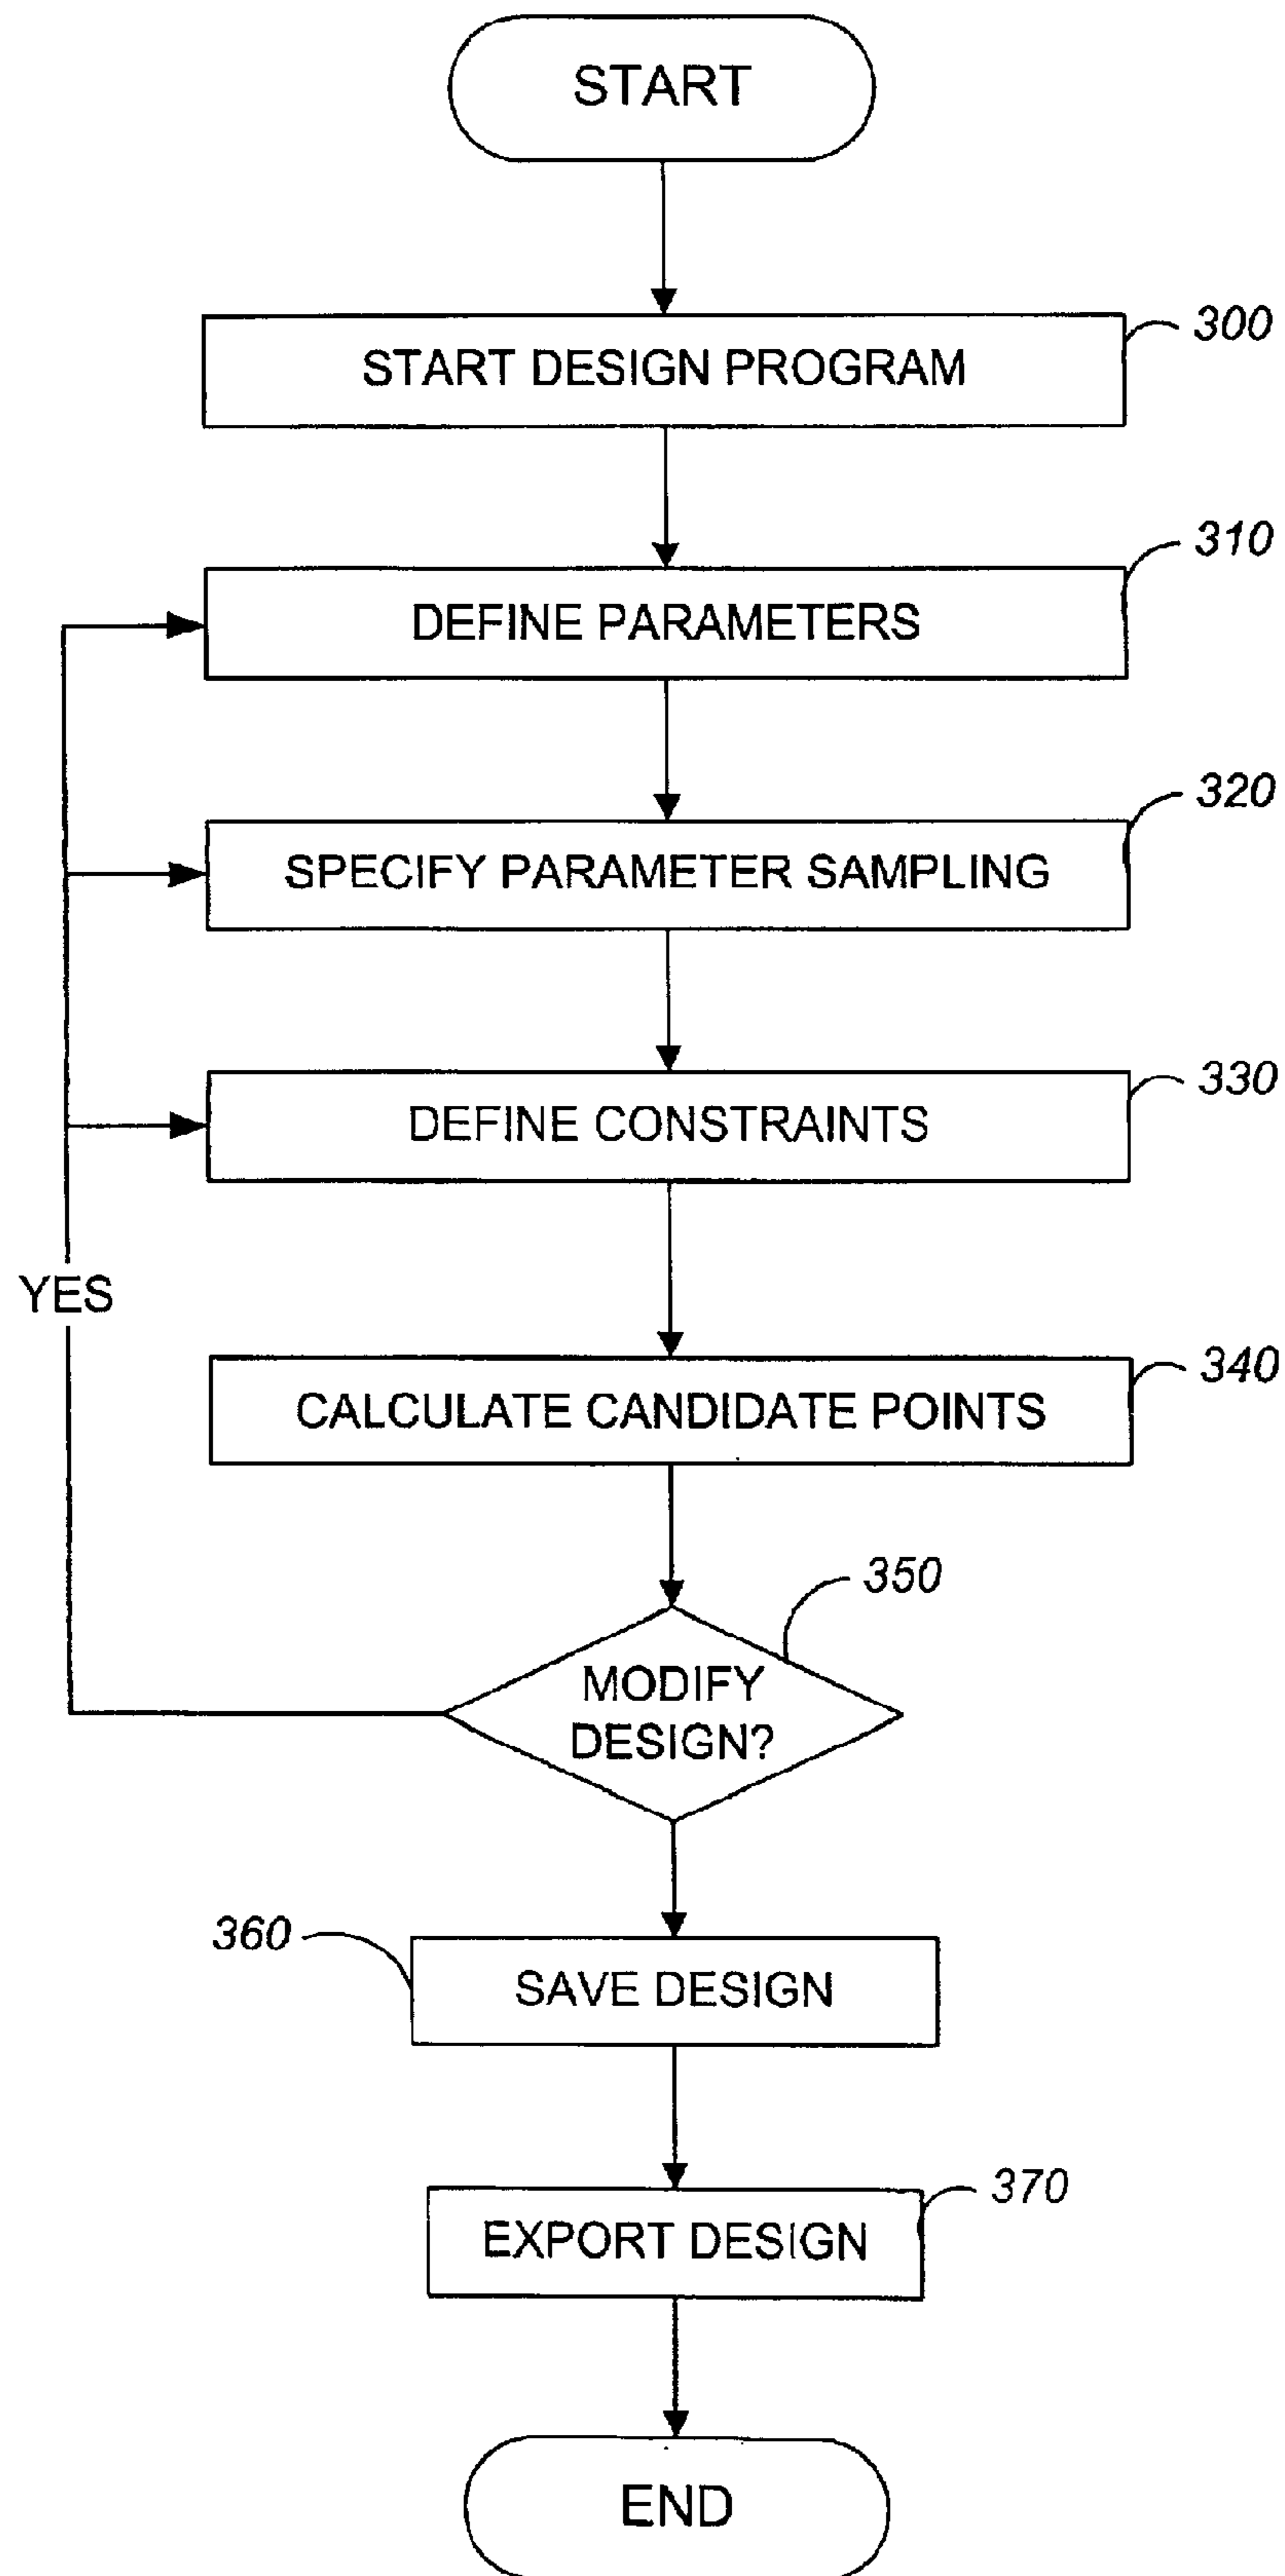 START
300
START DESIGN PROGRAM
310
DEFINE PARAMETERS
320
SPECIFY PARAMETER SAMPLING
330
DEFINE CONSTRAINTS
YES
340
CALCULATE CANDIDATE POINTS
350
MODIFY
DESIGN?
360
SAVE DESIGN
370
EXPORT DESIGN
END